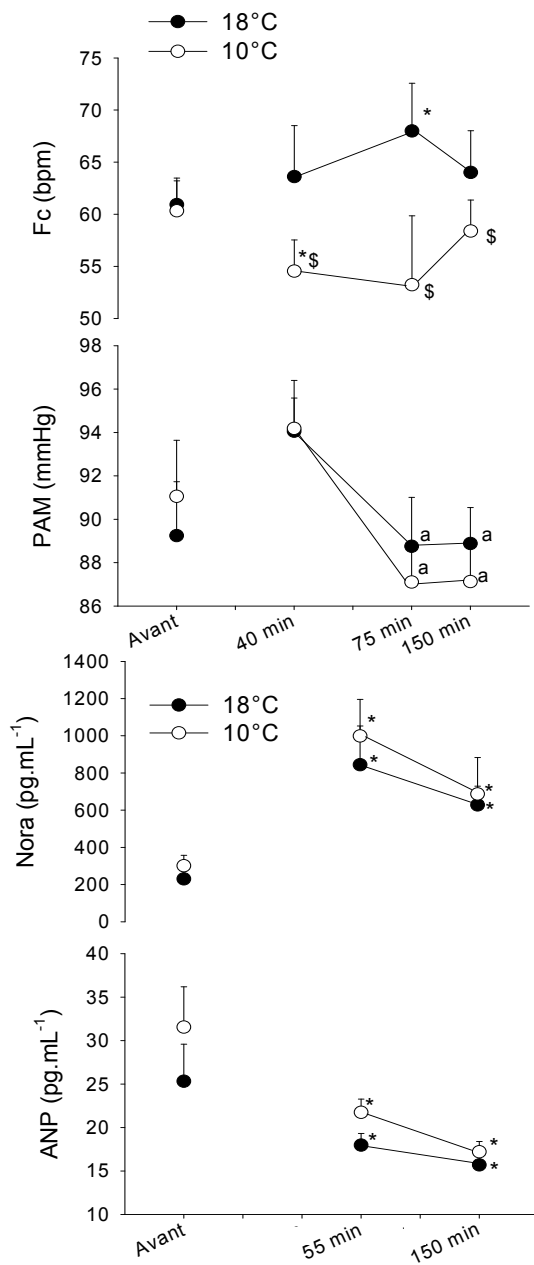 18°C
10°C
75
70
65
60
55
50
Fc (bpm)
*
*$
$
$
98
96
94
92
90
88
86
PAM (mmHg)
a
a
a
a
Avant
40 min
75 min
150 min
1400
1200
1000
800
600
400
200
0
Nora (pg.mL⁻¹)
18°C
10°C
*
*
*
*
40
35
30
25
20
15
10
ANP (pg.mL⁻¹)
*
*
*
*
Avant
55 min
150 min